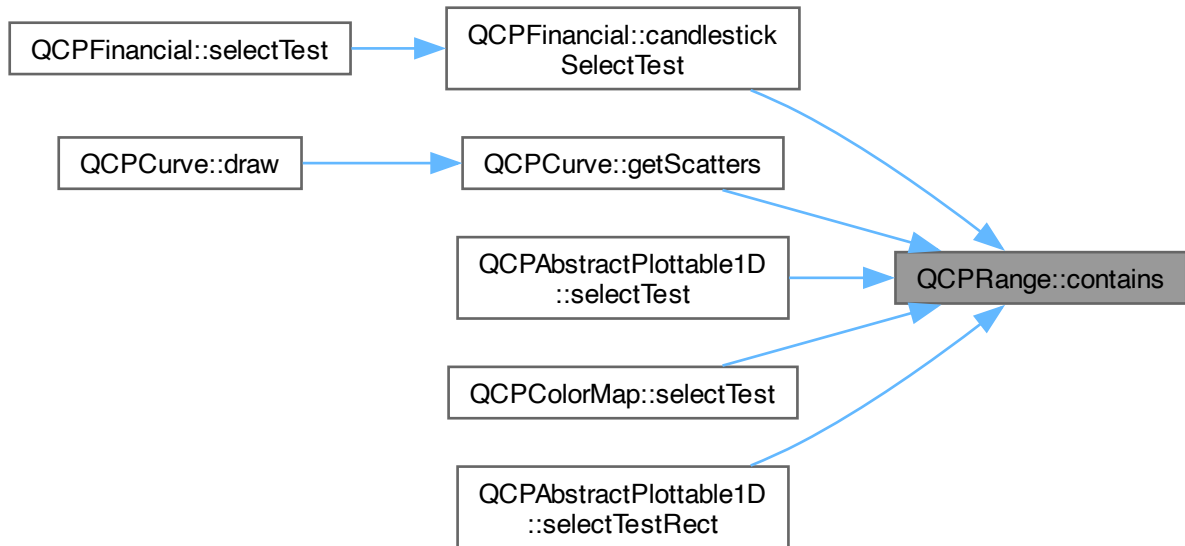 QCPFinancial::selectTest
QCPFinancial::candlestick
SelectTest
QCPCurve::draw
QCPCurve::getScatters
QCPAbstractPlottable1D
::selectTest
QCPRange::contains
QCPColorMap::selectTest
QCPAbstractPlottable1D
::selectTestRect